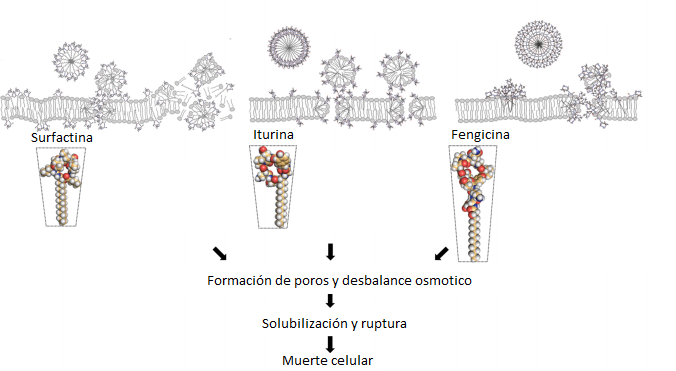 Surfactina
Iturina
Fengicina
Formación de poros y desbalance osmotico
Solubilización y ruptura
Muerte celular